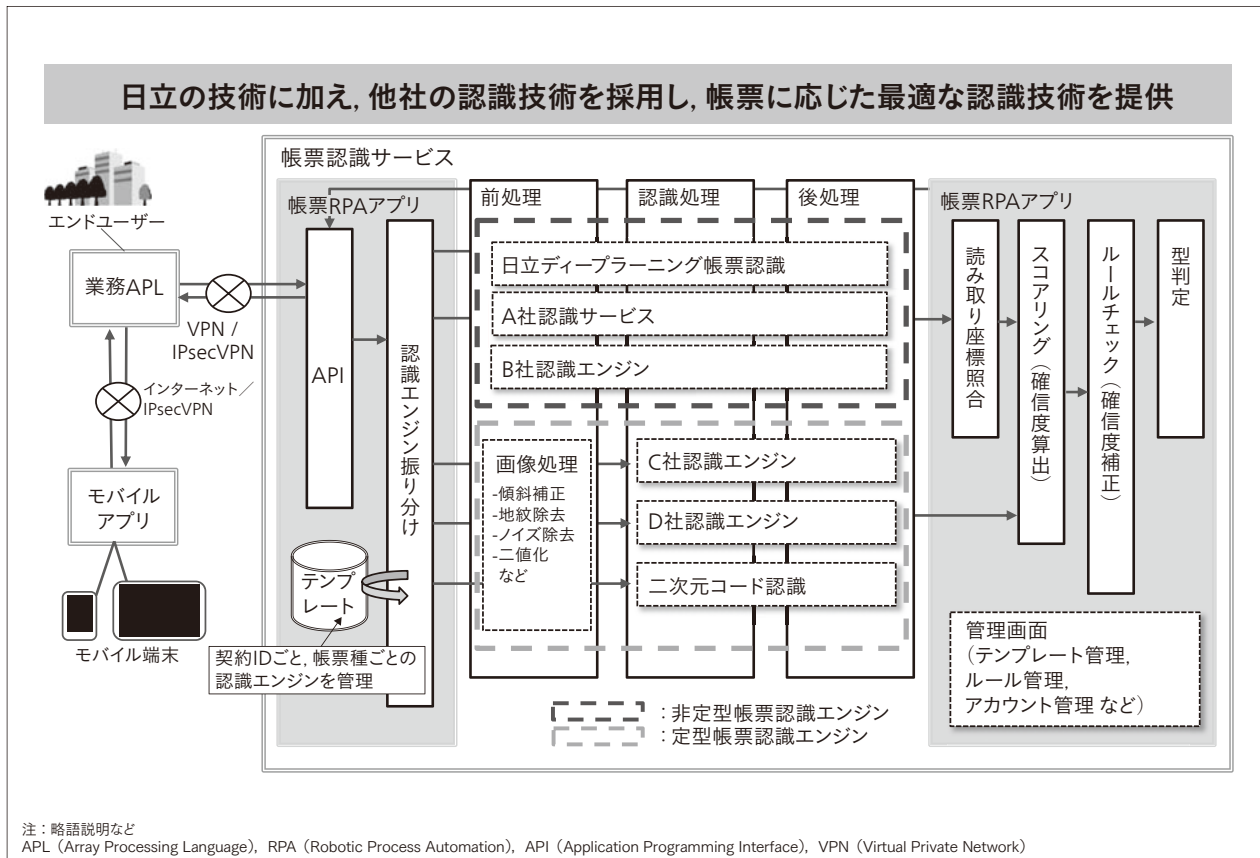 日立の技術に加え, 他社の認識技術を採用し, 帳票に応じた最適な認識技術を提供
帳票認識サービス
エンドユーザー
業務APL
VPN /
IPsecVPN
インターネット／
IPsecVPN
モバイル
アプリ
モバイル端末
帳票RPAアプリ
API
認識エンジン振り分け
テンプ
レート
契約IDごと, 帳票種ごとの
認識エンジンを管理
前処理
認識処理
後処理
日立ディープラーニング帳票認識
A社認識サービス
B社認識エンジン
画像処理
-傾斜補正
-地紋除去
-ノイズ除去
-二値化
など
C社認識エンジン
D社認識エンジン
二次元コード認識
：非定型帳票認識エンジン
：定型帳票認識エンジン
帳票RPAアプリ
読み取り座標照合
スコアリング（確信度算出）
ルールチェック（確信度補正）
型判定
管理画面
（テンプレート管理,
ルール管理,
アカウント管理 など）
注：略語説明など
APL（Array Processing Language）, RPA（Robotic Process Automation）, API（Application Programming Interface）, VPN（Virtual Private Network）